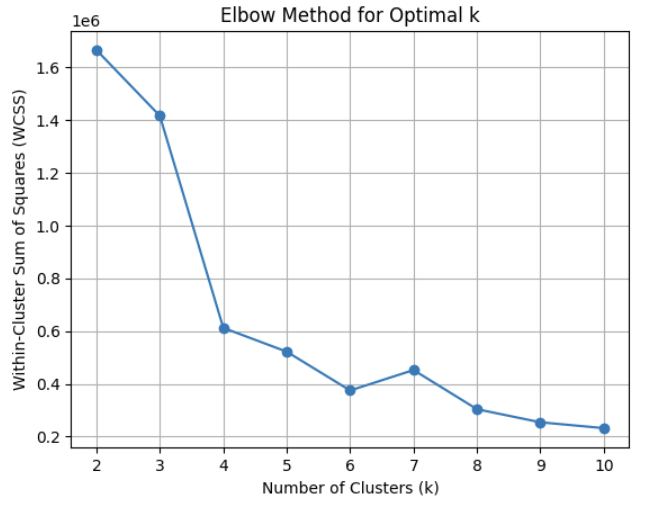 Elbow Method for Optimal k
1e6
1.6
1.4
1.2
1.0
0.8
0.6
0.4
0.2
Within-Cluster Sum of Squares (WCSS)
2 3 4 5 6 7 8 9 10
Number of Clusters (k)